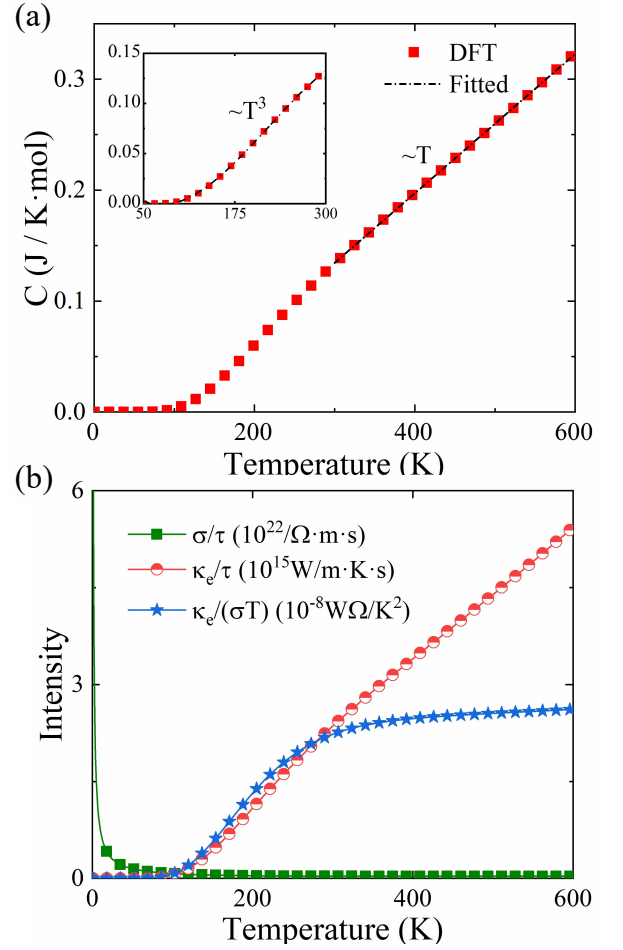 (a)
C (J / K·mol)
0.3
0.2
0.1
0.0
0.15
0.10
0.05
0.00
50
175
300
~T³
DFT
Fitted
~T
0
200
400
600
Temperature (K)
(b)
Intensity
6
3
0
σ/τ (10²²/Ω·m·s)
κₑ/τ (10¹⁵W/m·K·s)
κₑ/(σT) (10⁻⁸WΩ/K²)
0
200
400
600
Temperature (K)